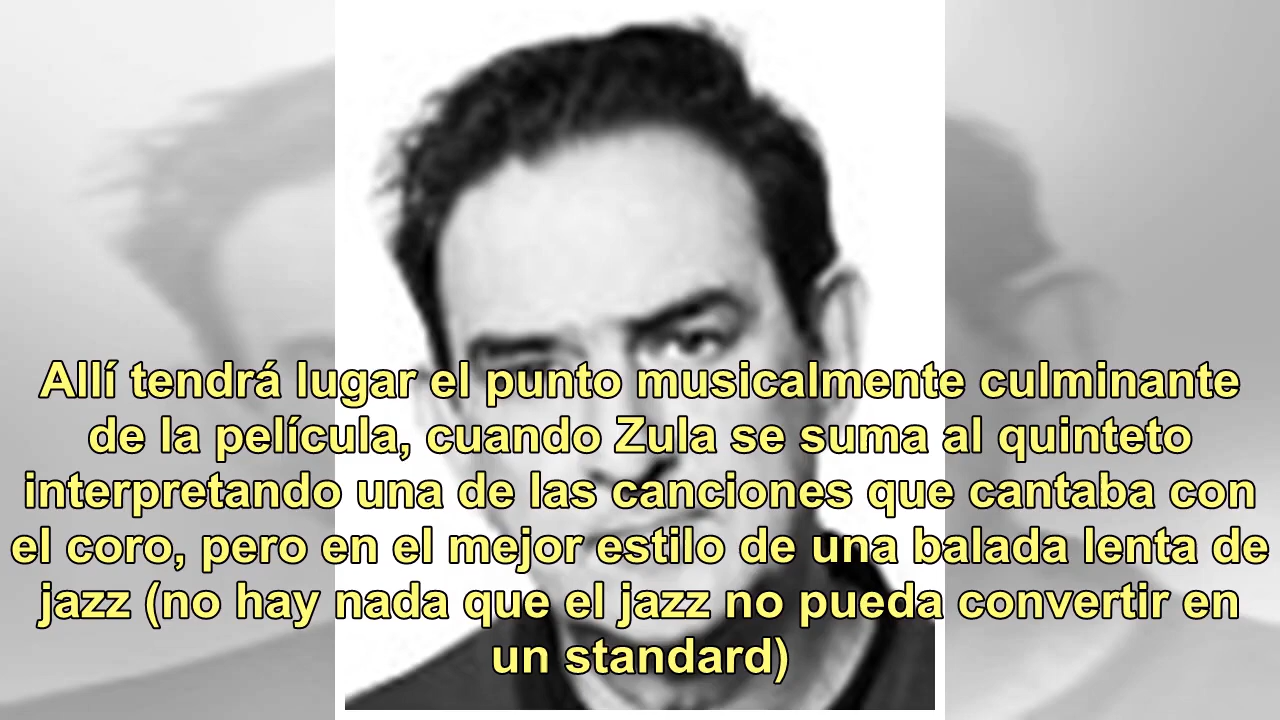 Allí tendrá lugar el punto musicalmente culminante
de la película, cuando Zula se suma al quinteto
interpretando una de las canciones que cantaba con
el coro, pero en el mejor estilo de una balada lenta de
jazz (no hay nada que el jazz no pueda convertir en
un standard)